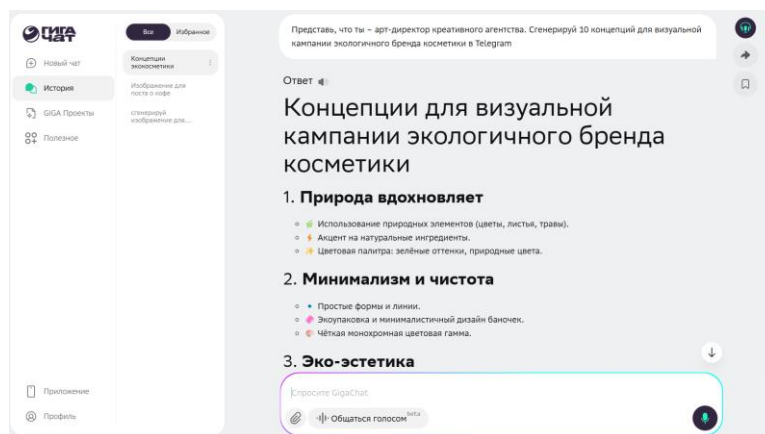 ГИГА ЧАТ
Новый чат
История
GIGA Проекты
Полезное
Приложение
Профиль
Все Избранное
Концепции
экокосметики
Изображение для
поста о кофе
сгенерируй
изображение для...
Представь, что ты – арт-директор креативного агентства. Сгенерируй 10 концепций для визуальной
кампании экологичного бренда косметики в Telegram
Ответ
Концепции для визуальной
кампании экологичного бренда
косметики
1. Природа вдохновляет
Использование природных элементов (цветы, листья, травы).
Акцент на натуральные ингредиенты.
Цветовая палитра: зелёные оттенки, природные цвета.
2. Минимализм и чистота
Простые формы и линии.
Экоупаковка и минималистичный дизайн баночек.
Чёткая монохромная цветовая гамма.
3. Эко-эстетика
Спросите GigaChat
Общаться голосом beta